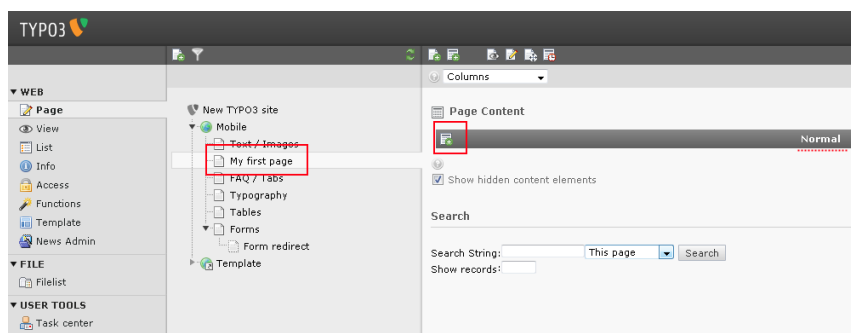 TYPO3
Columns
WEB
Page
View
List
Info
Access
Functions
Template
News Admin
FILE
Filelist
USER TOOLS
Task center
New TYPO3 site
Mobile
Text / Images
My first page
FAQ / Tabs
Typography
Tables
Forms
Form redirect
Template
Page Content
Normal
Show hidden content elements
Search
Search String: This page Search
Show records: